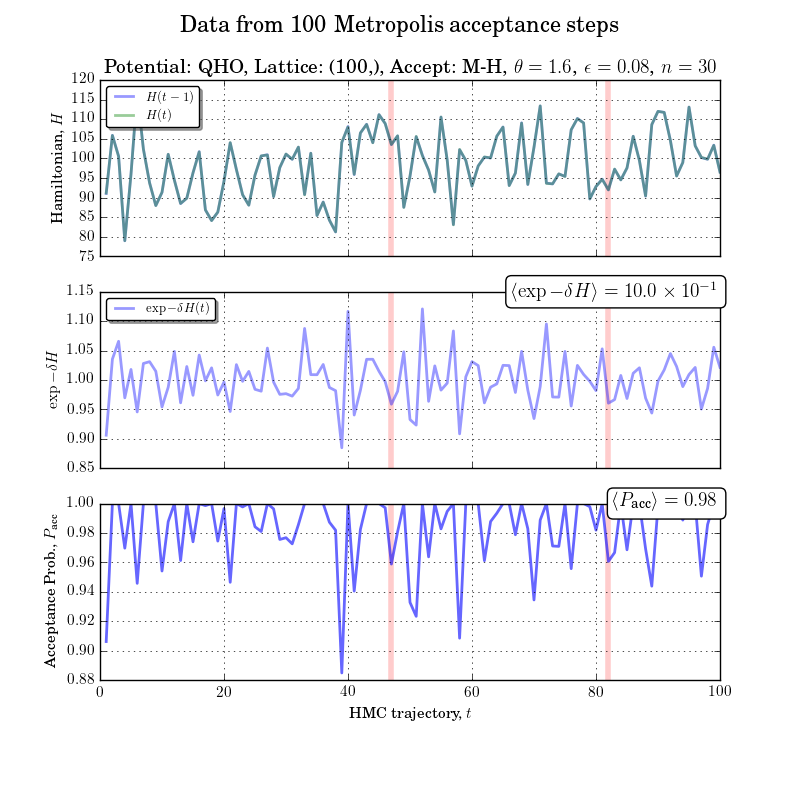 Data from 100 Metropolis acceptance steps
Potential: QHO, Lattice: (100,), Accept: M-H, θ = 1.6, ϵ = 0.08, n = 30
120
115
110
105
100
95
90
85
80
75
Hamiltonian, H
H(t − 1)
H(t)
1.15
1.10
1.05
1.00
0.95
0.90
0.85
exp −δH
exp −δH(t)
⟨exp −δH⟩ = 10.0 × 10⁻¹
1.00
0.98
0.96
0.94
0.92
0.90
0.88
Acceptance Prob., Pₐcc
⟨Pₐcc⟩ = 0.98
0 20 40 60 80 100
HMC trajectory, t